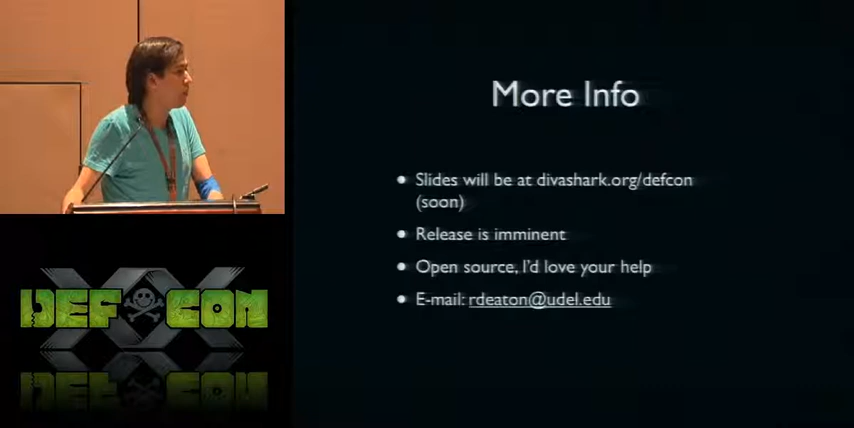 More Info
Slides will be at divashark.org/defcon
(soon)
Release is imminent
Open source, I'd love your help
E-mail: rdeaton@udel.edu
DEF CON
XX